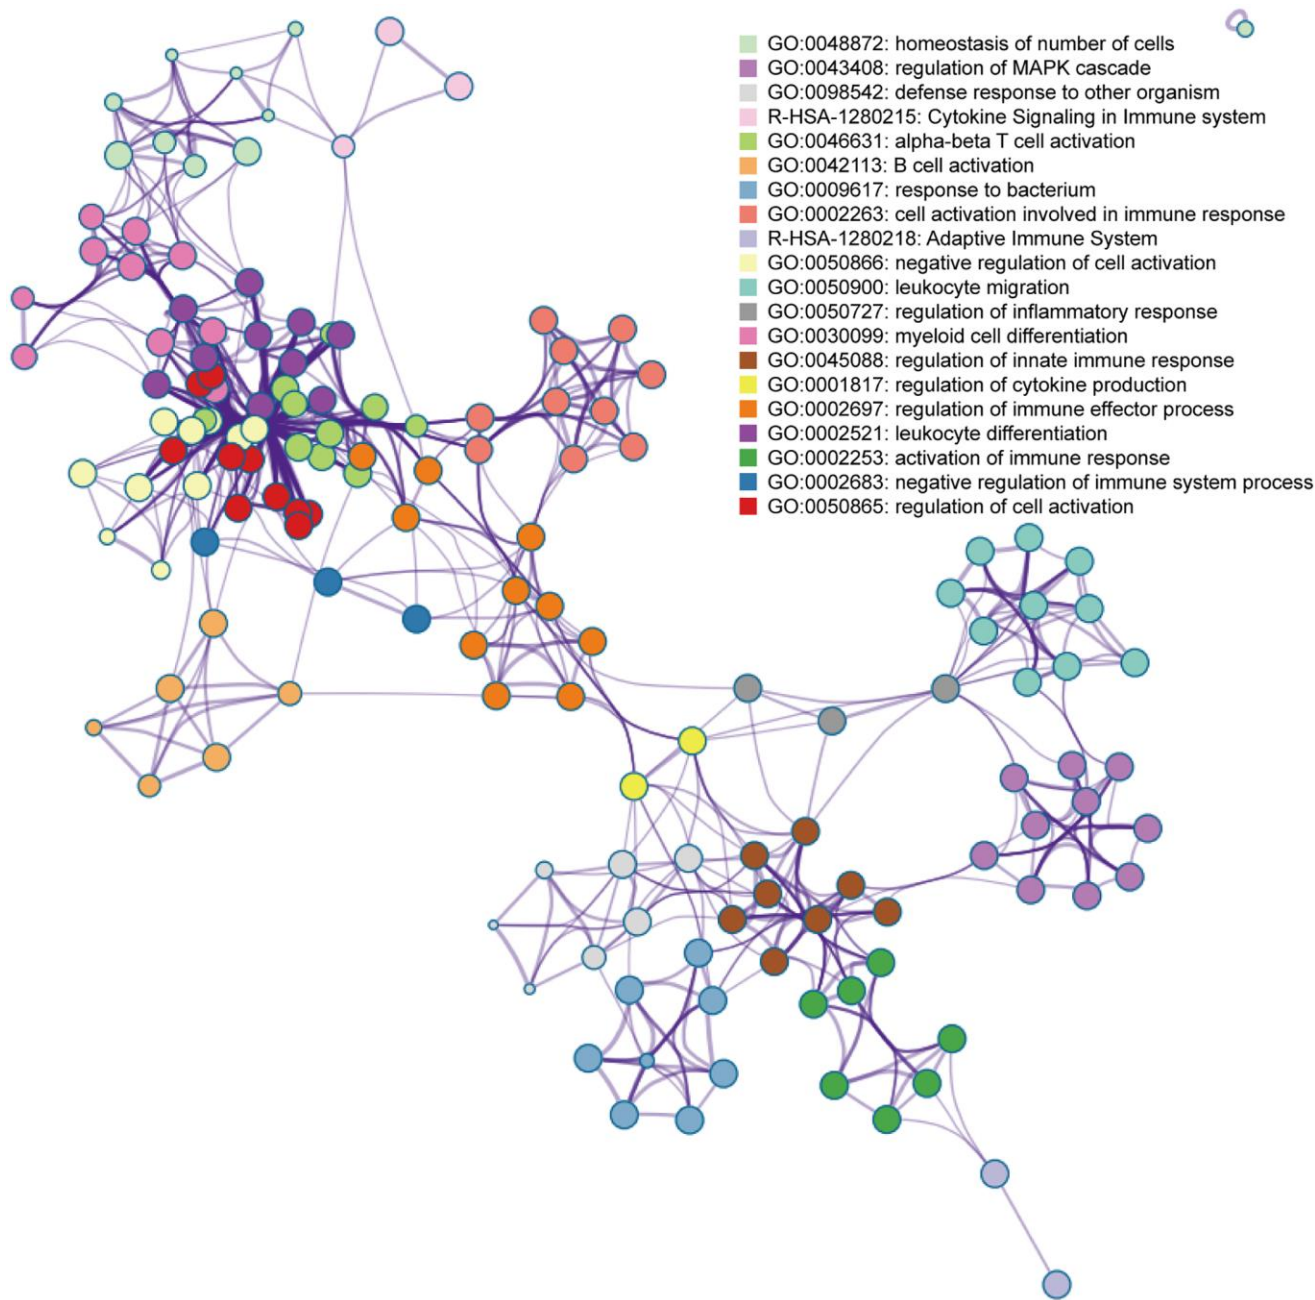 GO:0048872: homeostasis of number of cells
GO:0043408: regulation of MAPK cascade
GO:0098542: defense response to other organism
R-HSA-1280215: Cytokine Signaling in Immune system
GO:0046631: alpha-beta T cell activation
GO:0042113: B cell activation
GO:0009617: response to bacterium
GO:0002263: cell activation involved in immune response
R-HSA-1280218: Adaptive Immune System
GO:0050866: negative regulation of cell activation
GO:0050900: leukocyte migration
GO:0050727: regulation of inflammatory response
GO:0030099: myeloid cell differentiation
GO:0045088: regulation of innate immune response
GO:0001817: regulation of cytokine production
GO:0002697: regulation of immune effector process
GO:0002521: leukocyte differentiation
GO:0002253: activation of immune response
GO:0002683: negative regulation of immune system process
GO:0050865: regulation of cell activation